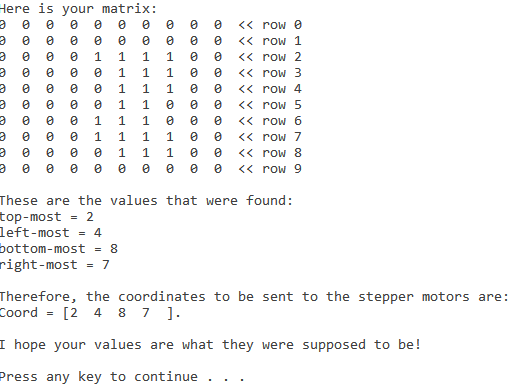 Here is your matrix:
0 0 0 0 0 0 0 0 0 0 << row 0
0 0 0 0 0 0 0 0 0 0 << row 1
0 0 0 0 1 1 1 1 0 0 << row 2
0 0 0 0 0 1 1 1 0 0 << row 3
0 0 0 0 0 1 1 1 0 0 << row 4
0 0 0 0 0 1 1 0 0 0 << row 5
0 0 0 0 1 1 1 0 0 0 << row 6
0 0 0 0 1 1 1 1 0 0 << row 7
0 0 0 0 0 1 1 1 0 0 << row 8
0 0 0 0 0 0 0 0 0 0 << row 9
These are the values that were found:
top-most = 2
left-most = 4
bottom-most = 8
right-most = 7
Therefore, the coordinates to be sent to the stepper motors are:
Coord = [2 4 8 7 ].
I hope your values are what they were supposed to be!
Press any key to continue . . .